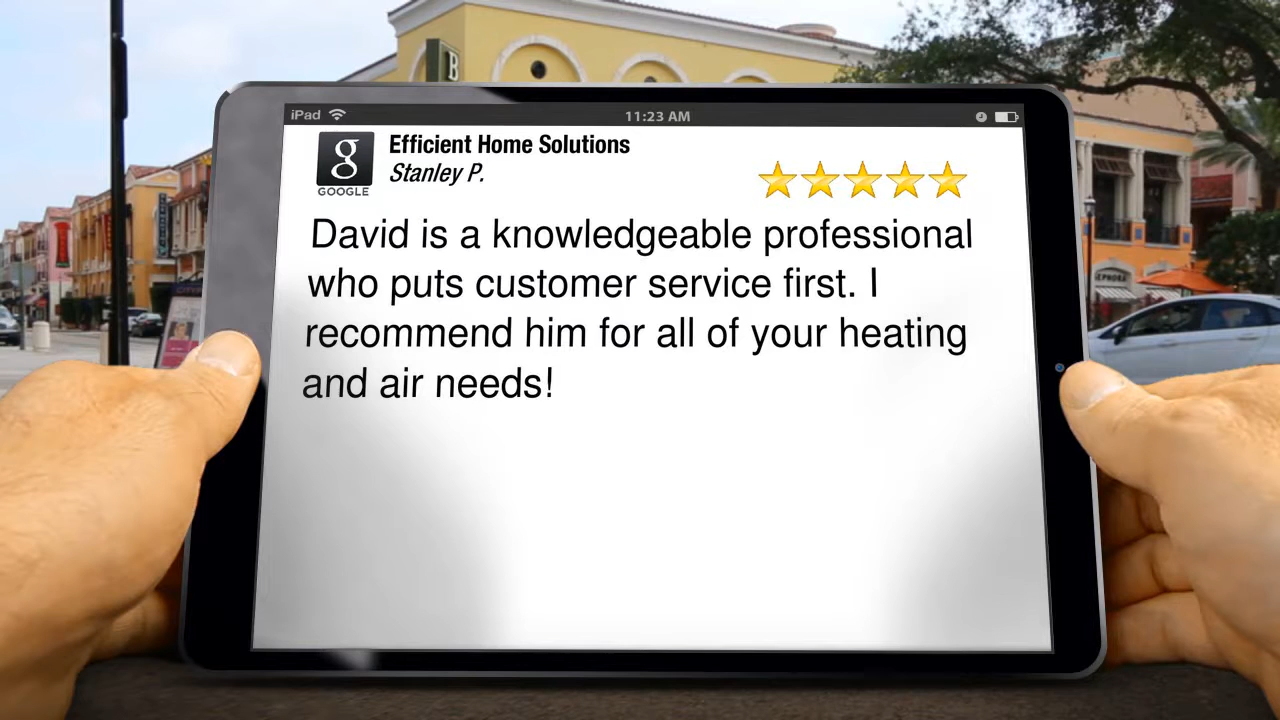 B
iPad
11:23 AM
g
GOOGLE
Efficient Home Solutions
Stanley P.
David is a knowledgeable professional
who puts customer service first. I
recommend him for all of your heating
and air needs!
SEPHORA